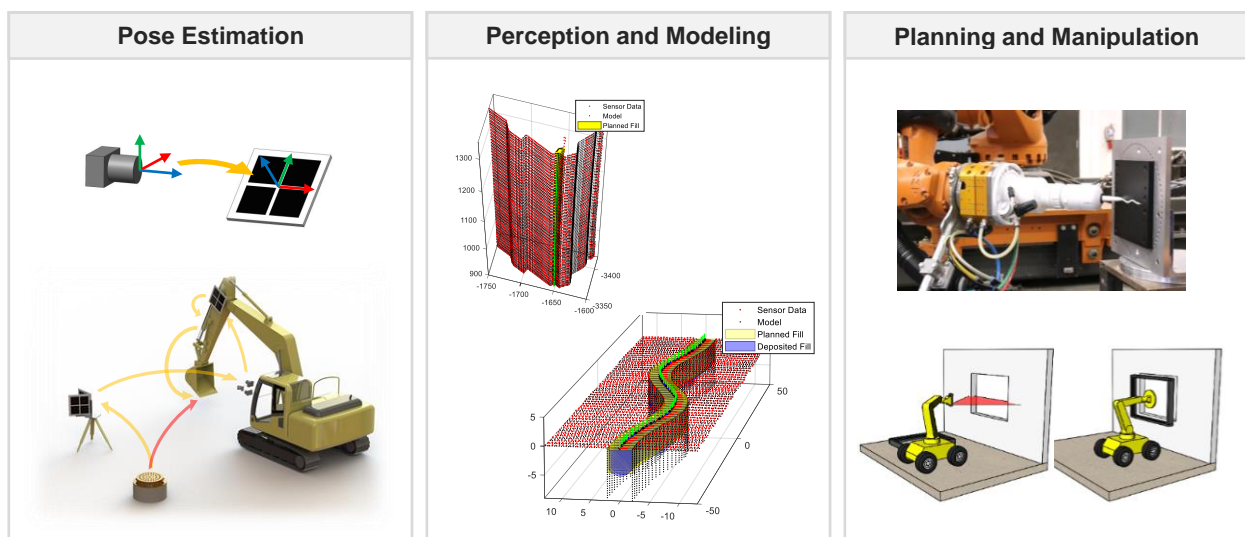 Pose Estimation
Perception and Modeling
Planning and Manipulation
Sensor Data
Model
Planned Fill
1300
1200
1100
1000
900
-1750
-1700
-1650
-1600
-3350
-3400
Sensor Data
Model
Planned Fill
Deposited Fill
5
0
-5
10
5
0
-5
-10
-50
0
50